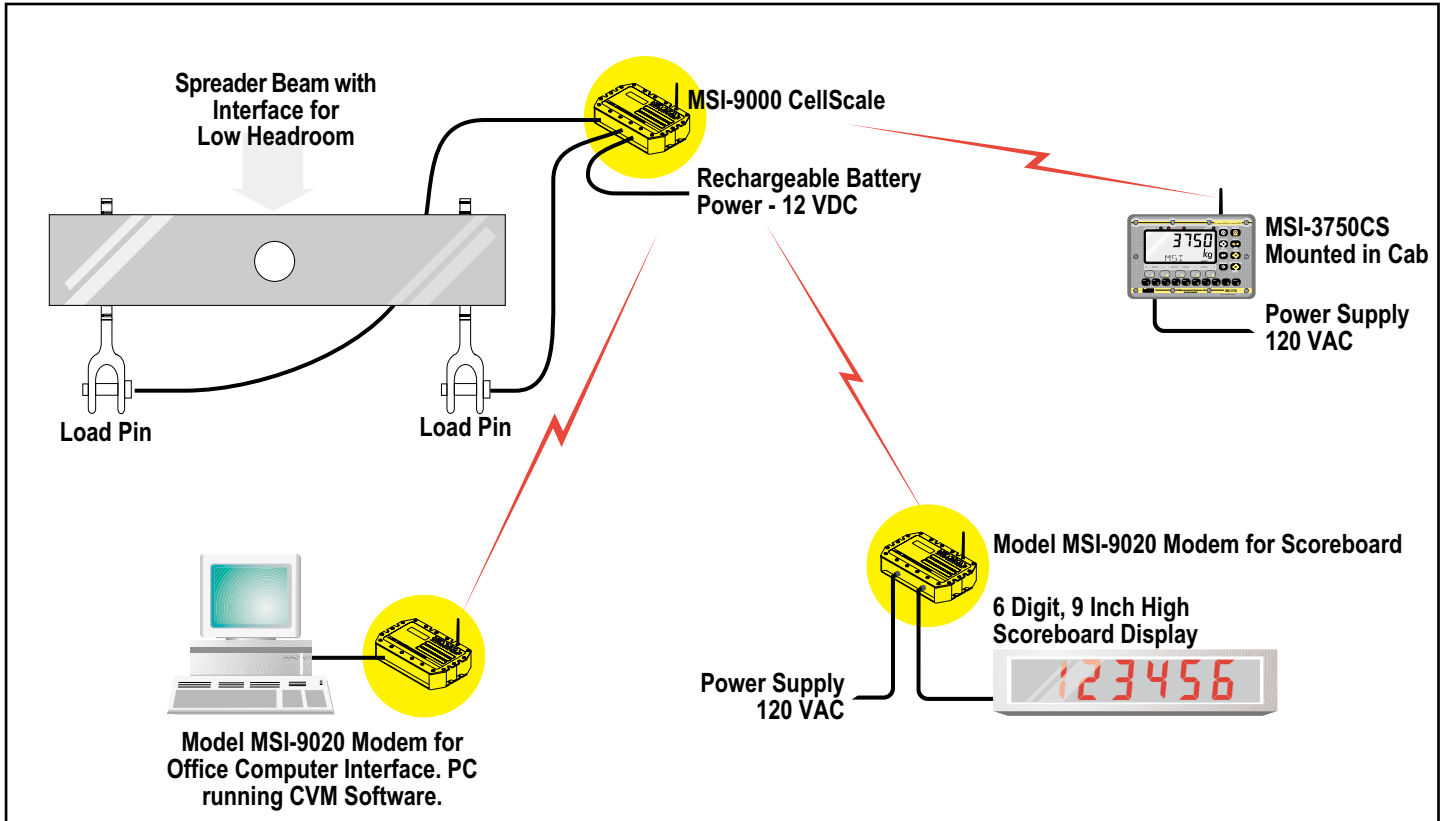 Spreader Beam with
Interface for
Low Headroom
MSI-9000 CellScale
Rechargeable Battery
Power - 12 VDC
3750
kg
MSI
MSI-3750CS
Mounted in Cab
Power Supply
120 VAC
Load Pin
Load Pin
Model MSI-9020 Modem for Scoreboard
6 Digit, 9 Inch High
Scoreboard Display
123456
Power Supply
120 VAC
Model MSI-9020 Modem for
Office Computer Interface. PC
running CVM Software.